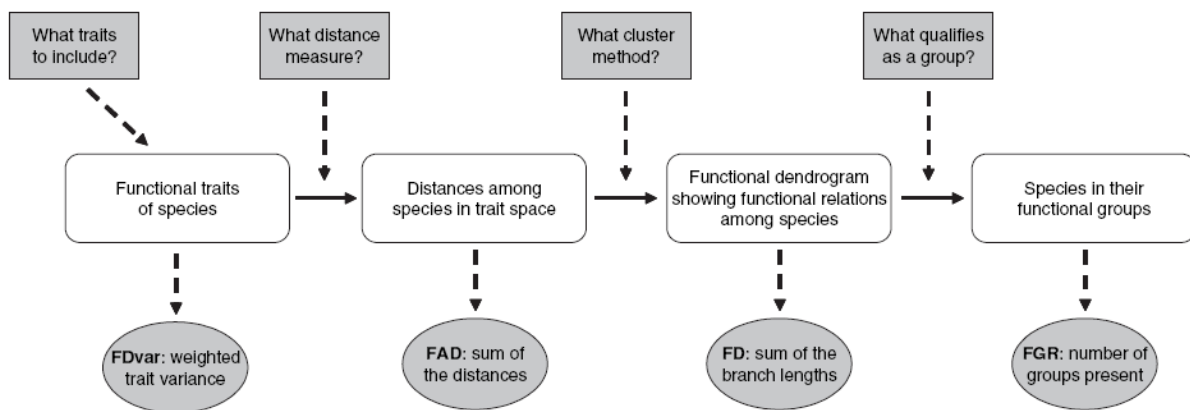 What traits
to include?
What distance
measure?
What cluster
method?
What qualifies
as a group?
Functional traits
of species
Distances among
species in trait space
Functional dendrogram
showing functional relations
among species
Species in their
functional groups
FDvar: weighted
trait variance
FAD: sum of
the distances
FD: sum of the
branch lengths
FGR: number of
groups present